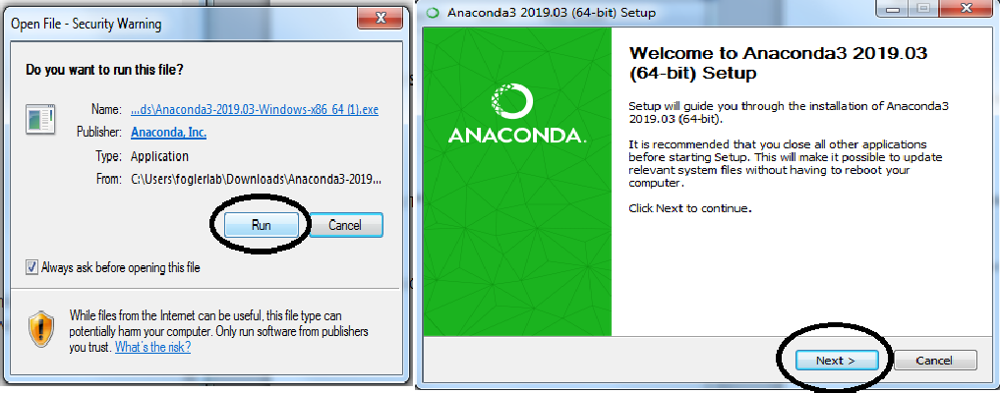 Open File - Security Warning
Do you want to run this file?
Name: ...ds\Anaconda3-2019.03-Windows-x86_64 (1).exe
Publisher: Anaconda, Inc.
Type: Application
From: C:\Users\foglerlab\Downloads\Anaconda3-2019...
Run Cancel
Always ask before opening this file
While files from the Internet can be useful, this file type can
potentially harm your computer. Only run software from publishers
you trust. What's the risk?
Anaconda3 2019.03 (64-bit) Setup
ANACONDA.
Welcome to Anaconda3 2019.03
(64-bit) Setup
Setup will guide you through the installation of Anaconda3
2019.03 (64-bit).
It is recommended that you close all other applications
before starting Setup. This will make it possible to update
relevant system files without having to reboot your
computer.
Click Next to continue.
Next > Cancel